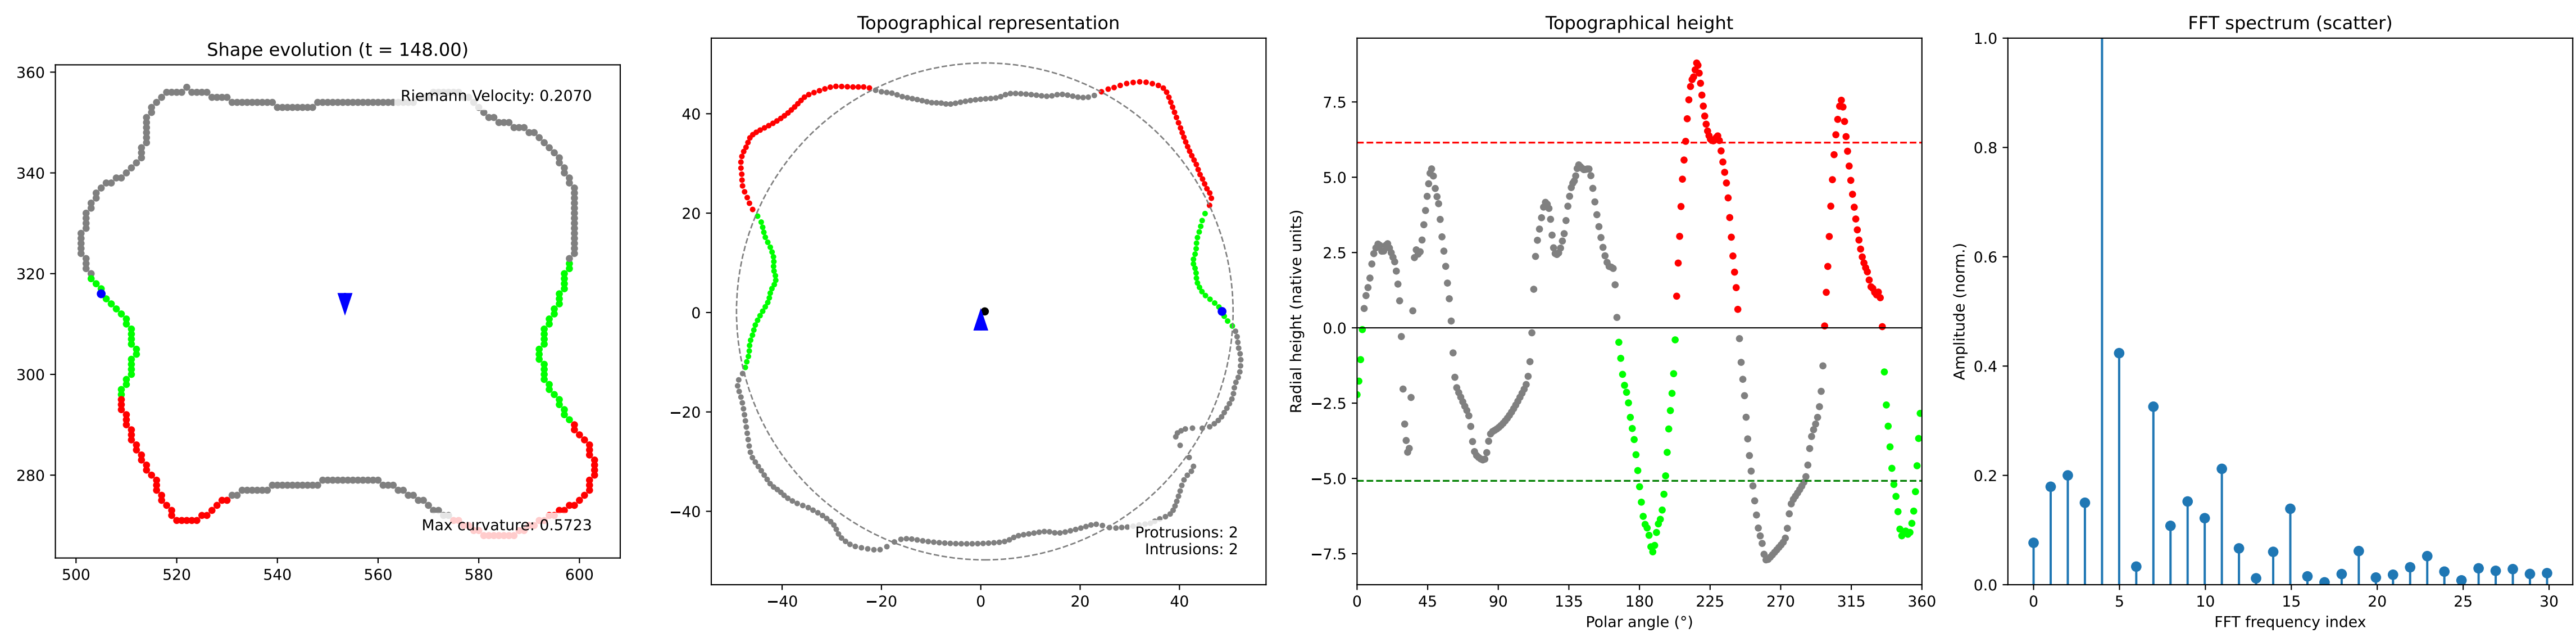 Shape evolution (t = 148.00)
Riemann Velocity: 0.2070
Max curvature: 0.5723
360
340
320
300
280
500 520 540 560 580 600
Topographical representation
40
20
0
−20
−40
−40 −20 0 20 40
Protrusions: 2
Intrusions: 2
Topographical height
Radial height (native units)
7.5
5.0
2.5
0.0
−2.5
−5.0
−7.5
0 45 90 135 180 225 270 315 360
Polar angle (°)
FFT spectrum (scatter)
Amplitude (norm.)
1.0
0.8
0.6
0.4
0.2
0.0
0 5 10 15 20 25 30
FFT frequency index